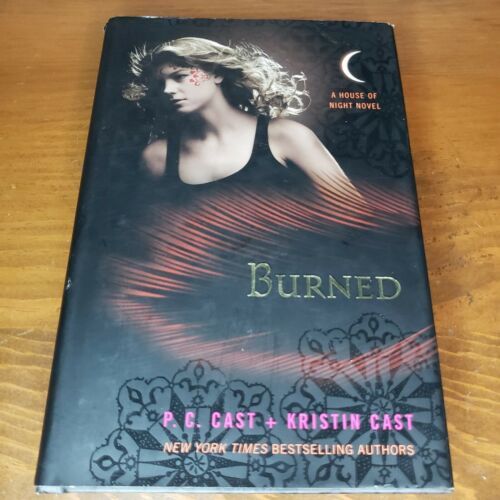 A HOUSE OF
NIGHT NOVEL
BURNED
P. C. CAST + KRISTIN CAST
NEW YORK TIMES BESTSELLING AUTHORS